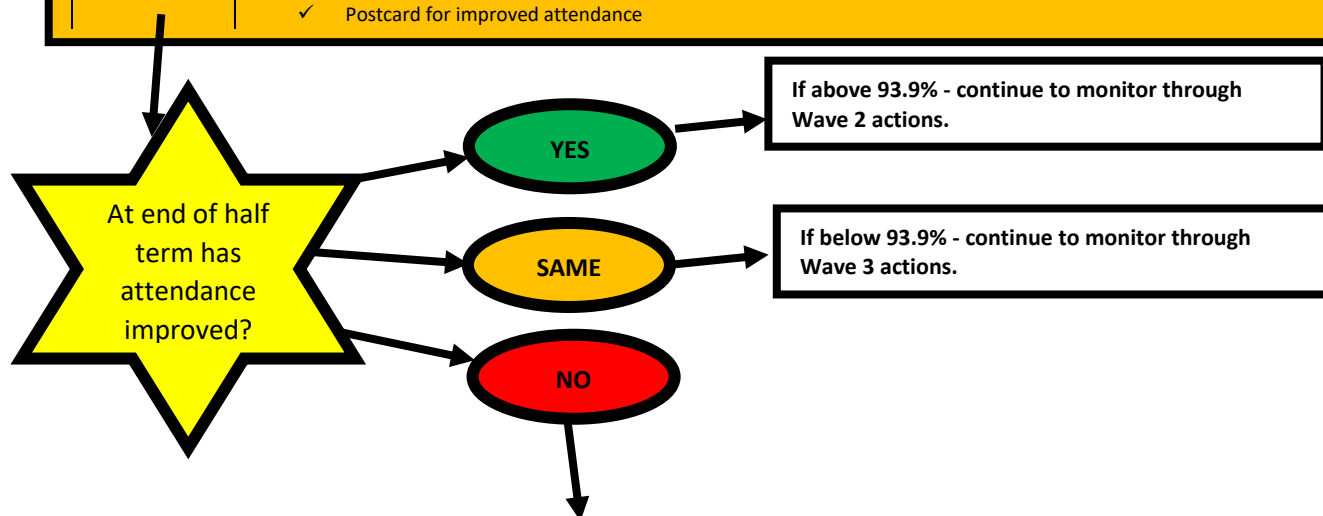 ✓ Postcard for improved attendance
At end of half
term has
attendance
improved?
YES
If above 93.9% - continue to monitor through
Wave 2 actions.
SAME
If below 93.9% - continue to monitor through
Wave 3 actions.
NO